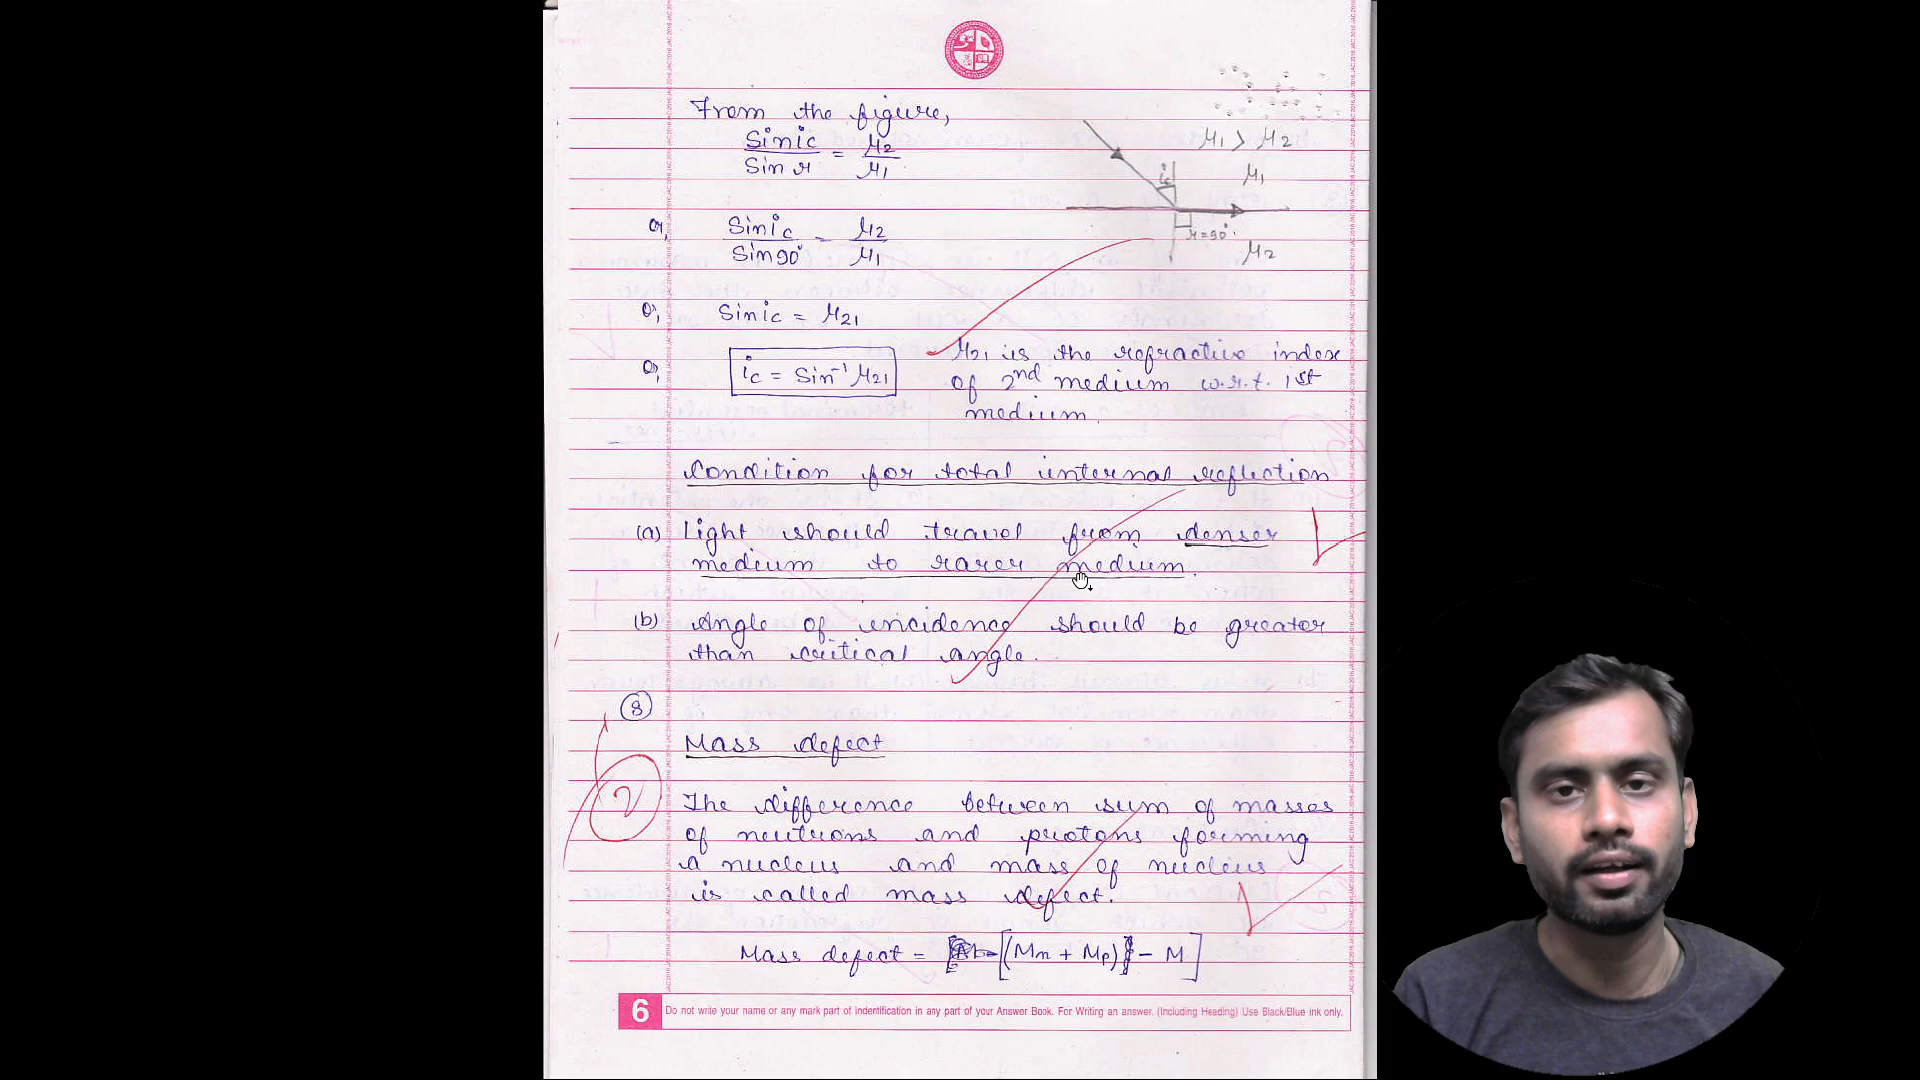 From the figure,
Sin ic / Sin r = μ2 / μ1
μ1 > μ2
ic
μ1
r = 90°
μ2
Or, Sin ic / Sin 90° = μ2 / μ1
Or, Sin ic = μ21
Or, ic = Sin⁻¹ μ21
μ21 is the refractive index
of 2nd medium w.r.t. 1st
medium.
Condition for total internal reflection
(a) Light should travel from denser
medium to rarer medium.
(b) Angle of incidence should be greater
than critical angle.
8
Mass defect
2
The difference between sum of masses
of neutrons and protons forming
a nucleus and mass of nucleus
is called mass defect.
Mass defect = [(Mn + Mp) - M]
6 Do not write your name or any mark part of indentification in any part of your Answer Book. For Writing an answer. (Including Heading) Use Black/Blue ink only.